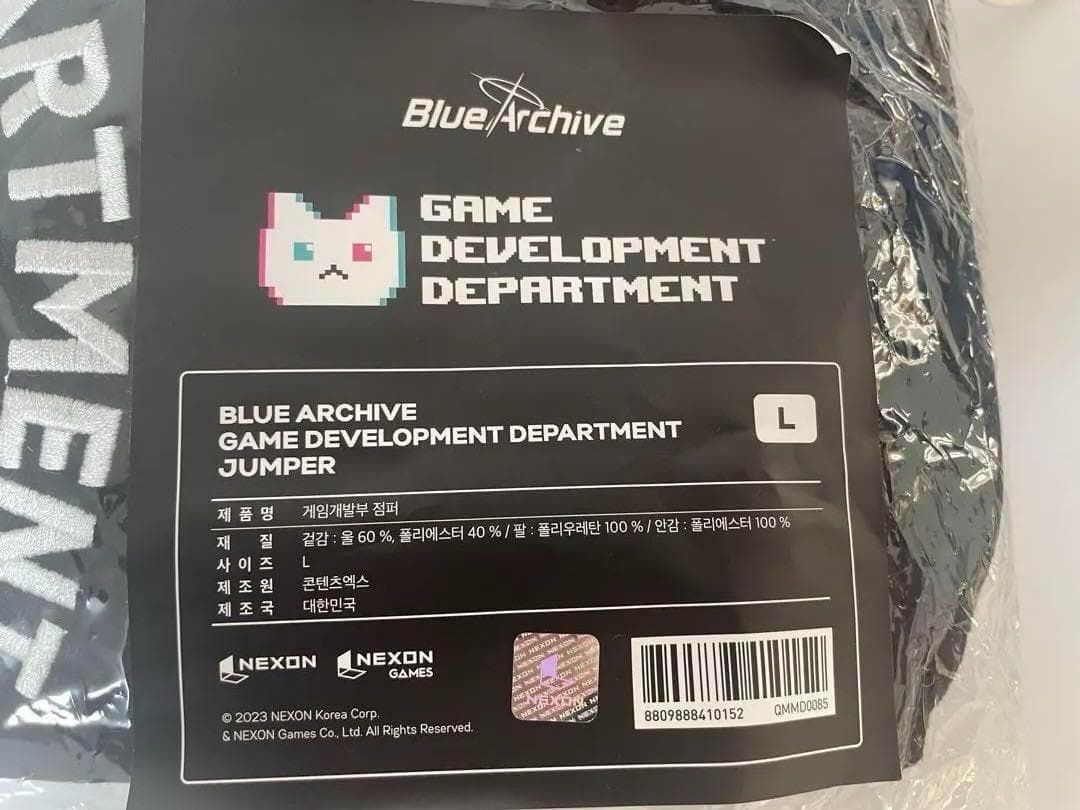 RTMENT
Blue Archive
GAME
DEVELOPMENT
DEPARTMENT
BLUE ARCHIVE
GAME DEVELOPMENT DEPARTMENT
JUMPER
L
제 품 명 게임개발부 점퍼
재 질 겉감 : 울 60 %, 폴리에스터 40 % / 팔 : 폴리우레탄 100 % / 안감 : 폴리에스터 100 %
사 이 즈 L
제 조 원 콘텐츠엑스
제 조 국 대한민국
NEXON
NEXON
GAMES
NEXON
© 2023 NEXON Korea Corp.
& NEXON Games Co., Ltd. All Rights Reserved.
8809888410152 QMMD0085